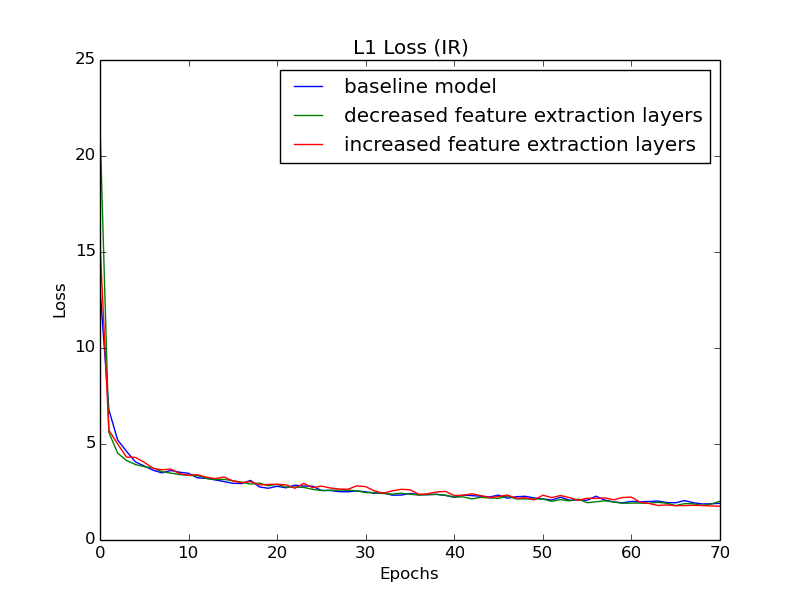 L1 Loss (IR)
25
baseline model
decreased feature extraction layers
increased feature extraction layers
20
15
Loss
10
5
0
0 10 20 30 40 50 60 70
Epochs